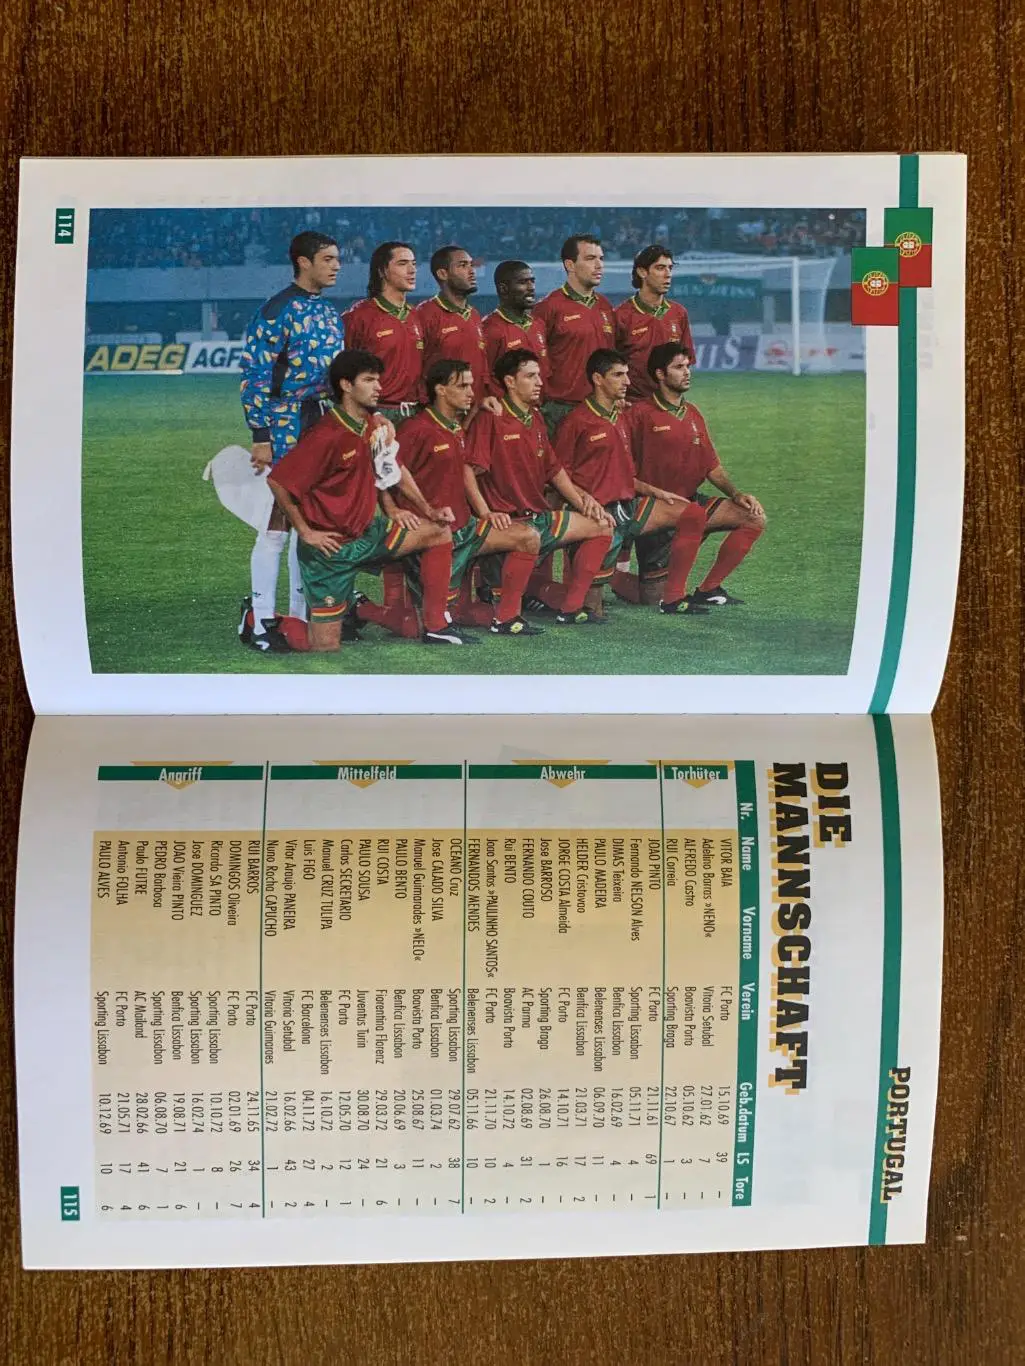 114
ADEG
AGF
PORTUGAL
DIE
MANNSCHAFT
Nr. Name Vorname Verein Geb.datum LS Tore
Torhüter
VITOR BAIA FC Porto 15.10.69 39 –
Adelino Barras »NENO« Vitoria Setubal 27.01.62 7 –
ALFREDO Castro Boavista Porto 05.10.62 3 –
RUI Correia Sporting Braga 22.10.67 1 –
Abwehr
JOAO PINTO FC Porto 21.11.61 69 1
Fernando NELSON Alves Sporting Lissabon 05.11.71 4 –
DIMAS Teixeira Benfica Lissabon 16.02.69 4 –
PAULO MADEIRA Belenenses Lissabon 06.09.70 11 –
HELDER Cristovao Benfica Lissabon 21.03.71 17 2
JORGE COSTA Almeida FC Porto 14.10.71 16 –
Jose BARROSO Sporting Braga 26.08.70 1 –
FERNANDO COUTO AC Parma 02.08.69 31 2
Rui BENTO Boavista Porto 14.10.72 4 –
Joao Santos »PAULINHO SANTOS« FC Porto 21.11.70 10 2
FERNANDOS MENDES Belenenses Lissabon 05.11.66 10 –
Mittelfeld
OCEANO Cruz Sporting Lissabon 29.07.62 38 7
Jose CALADO SILVA Benfica Lissabon 01.03.74 2 –
Manuel Guimarades »NELO« Boavista Porto 25.08.67 11 –
PAULO BENTO Benfica Lissabon 20.06.69 3 –
RUI COSTA Fiorentina Florenz 29.03.72 21 6
PAULO SOUSA Juventus Turin 30.08.70 24 –
Carlos SECRETARIO FC Porto 12.05.70 12 1
Manuel CRUZ TULIPA Belenenses Lissabon 16.10.72 2 –
Luis FIGO FC Barcelona 04.11.72 27 4
Vitor Araujo PANEIRA Vitoria Setubal 16.02.66 43 2
Nuno Rocha CAPUCHO Vitoria Guimaraes 21.02.72 1 –
Angriff
RUI BARROS FC Porto 24.11.65 34 4
DOMINGOS Oliveira FC Porto 02.01.69 26 7
Ricardo SA PINTO Sporting Lissabon 10.10.72 8 –
Jose DOMINGUEZ Sporting Lissabon 16.02.74 1 –
JOAO Vieira PINTO Benfica Lissabon 19.08.71 21 6
PEDRO Barbosa Sporting Lissabon 06.08.70 7 1
Paulo FUTRE AC Mailand 28.02.66 41 6
Antonio FOLHA FC Porto 21.05.71 17 4
PAULO ALVES Sporting Lissabon 10.12.69 10 6
115